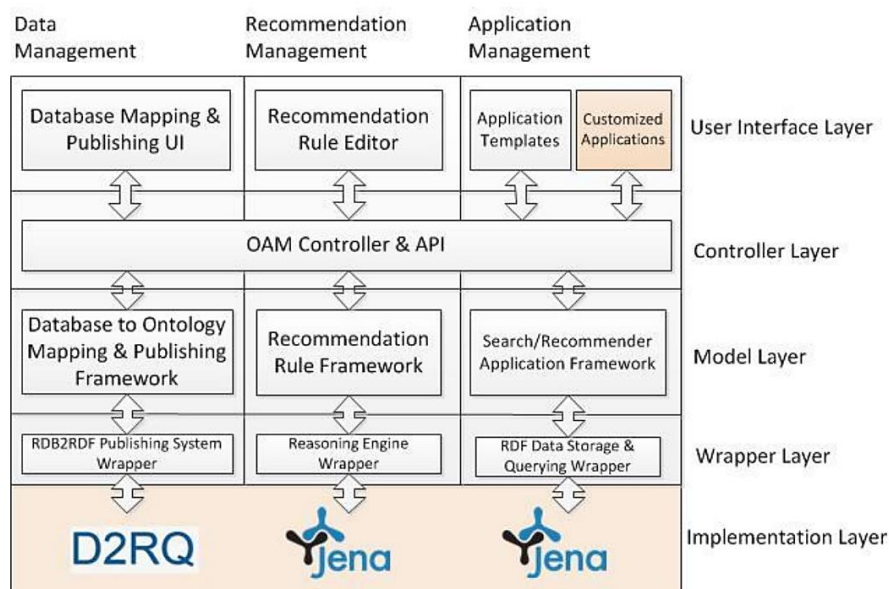 Data
Management
Recommendation
Management
Application
Management
Database Mapping &
Publishing UI
Recommendation
Rule Editor
Application
Templates
Customized
Applications
User Interface Layer
OAM Controller & API
Controller Layer
Database to Ontology
Mapping & Publishing
Framework
Recommendation
Rule Framework
Search/Recommender
Application Framework
Model Layer
RDB2RDF Publishing System
Wrapper
Reasoning Engine
Wrapper
RDF Data Storage &
Querying Wrapper
Wrapper Layer
D2RQ
Jena
Jena
Implementation Layer